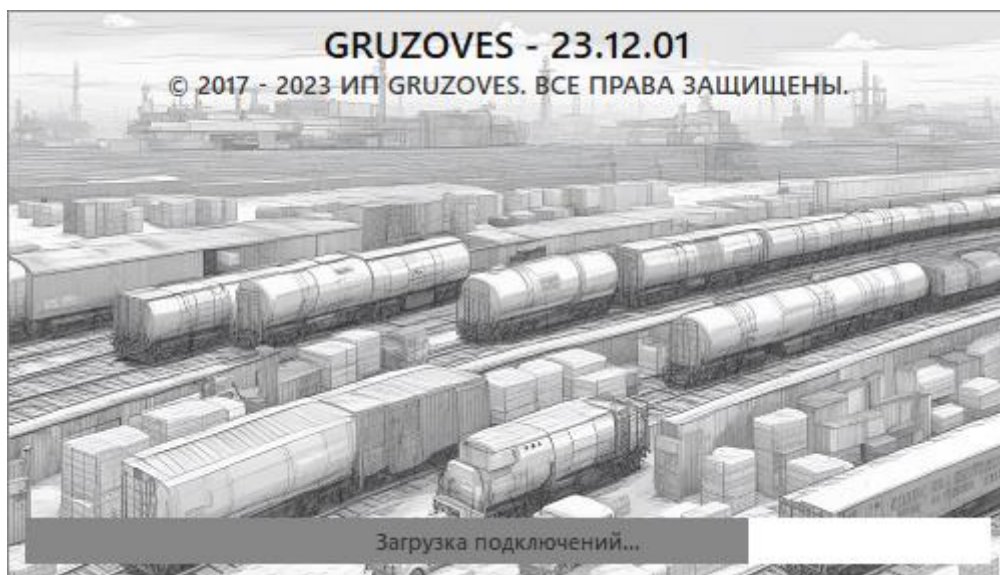 GRUZOVES - 23.12.01
© 2017 - 2023 ИП GRUZOVES. ВСЕ ПРАВА ЗАЩИЩЕНЫ.
Загрузка подключений...